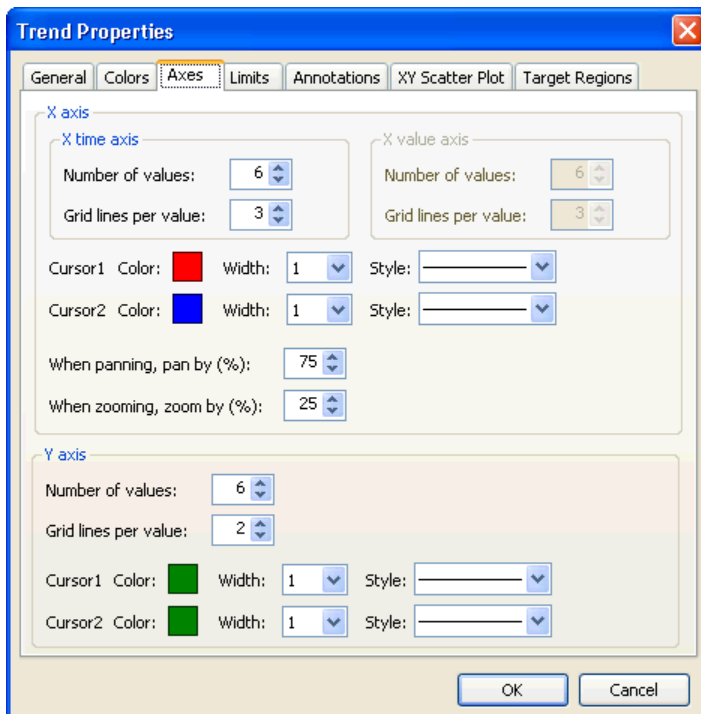 Trend Properties
General Colors Axes Limits Annotations XY Scatter Plot Target Regions
X axis
X time axis X value axis
Number of values: 6 Number of values: 6
Grid lines per value: 3 Grid lines per value: 3
Cursor1 Color: Width: 1 Style:
Cursor2 Color: Width: 1 Style:
When panning, pan by (%): 75
When zooming, zoom by (%): 25
Y axis
Number of values: 6
Grid lines per value: 2
Cursor1 Color: Width: 1 Style:
Cursor2 Color: Width: 1 Style:
OK Cancel